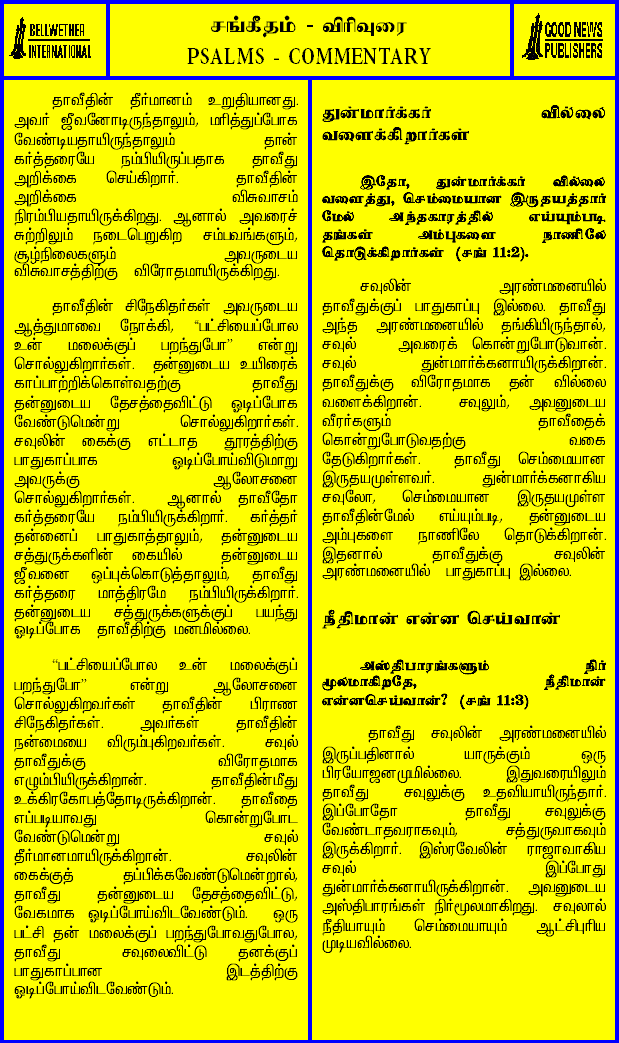 BELLWETHER
INTERNATIONAL
சங்கீதம் - விரிவுரை
PSALMS - COMMENTARY
GOOD NEWS
PUBLISHERS
தாவீதின் தீர்மானம் உறுதியானது.
அவர் ஜீவனோடிருந்தாலும், மரித்துப்போக
வேண்டியதாயிருந்தாலும் தான்
கர்த்தரையே நம்பியிருப்பதாக தாவீது
அறிக்கை செய்கிறார். தாவீதின்
அறிக்கை விசுவாசம்
நிரம்பியதாயிருக்கிறது. ஆனால் அவரைச்
சுற்றிலும் நடைபெறுகிற சம்பவங்களும்,
சூழ்நிலைகளும் அவருடைய
விசுவாசத்திற்கு விரோதமாயிருக்கிறது.
தாவீதின் சிநேகிதர்கள் அவருடைய
ஆத்துமாவை நோக்கி, “பட்சியைப்போல
உன் மலைக்குப் பறந்துபோ” என்று
சொல்லுகிறார்கள். தன்னுடைய உயிரைக்
காப்பாற்றிக்கொள்வதற்கு தாவீது
தன்னுடைய தேசத்தைவிட்டு ஓடிப்போக
வேண்டுமென்று சொல்லுகிறார்கள்.
சவுலின் கைக்கு எட்டாத தூரத்திற்கு
பாதுகாப்பாக ஓடிப்போய்விடுமாறு
அவருக்கு ஆலோசனை
சொல்லுகிறார்கள். ஆனால் தாவீதோ
கர்த்தரையே நம்பியிருக்கிறார். கர்த்தர்
தன்னைப் பாதுகாத்தாலும், தன்னுடைய
சத்துருக்களின் கையில் தன்னுடைய
ஜீவனை ஒப்புக்கொடுத்தாலும், தாவீது
கர்த்தரை மாத்திரமே நம்பியிருக்கிறார்.
தன்னுடைய சத்துருக்களுக்குப் பயந்து
ஓடிப்போக தாவீதிற்கு மனமில்லை.
“பட்சியைப்போல உன் மலைக்குப்
பறந்துபோ” என்று ஆலோசனை
சொல்லுகிறவர்கள் தாவீதின் பிராண
சிநேகிதர்கள். அவர்கள் தாவீதின்
நன்மையை விரும்புகிறவர்கள். சவுல்
தாவீதுக்கு விரோதமாக
எழும்பியிருக்கிறான். தாவீதின்மீது
உக்கிரகோபத்தோடிருக்கிறான். தாவீதை
எப்படியாவது கொன்றுபோட
வேண்டுமென்று சவுல்
தீர்மானமாயிருக்கிறான். சவுலின்
கைக்குத் தப்பிக்கவேண்டுமென்றால்,
தாவீது தன்னுடைய தேசத்தைவிட்டு,
வேகமாக ஓடிப்போய்விடவேண்டும். ஒரு
பட்சி தன் மலைக்குப் பறந்துபோவதுபோல,
தாவீது சவுலைவிட்டு தனக்குப்
பாதுகாப்பான இடத்திற்கு
ஓடிப்போய்விடவேண்டும்.
துன்மார்க்கர் வில்லை
வளைக்கிறார்கள்
இதோ, துன்மார்க்கர் வில்லை
வளைத்து, செம்மையான இருதயத்தார்
மேல் அந்தகாரத்தில் எய்யும்படி,
தங்கள் அம்புகளை நாணிலே
தொடுக்கிறார்கள் (சங் 11:2).
சவுலின் அரண்மனையில்
தாவீதுக்குப் பாதுகாப்பு இல்லை. தாவீது
அந்த அரண்மனையில் தங்கியிருந்தால்,
சவுல் அவரைக் கொன்றுபோடுவான்.
சவுல் துன்மார்க்கனாயிருக்கிறான்.
தாவீதுக்கு விரோதமாக தன் வில்லை
வளைக்கிறான். சவுலும், அவனுடைய
வீரர்களும் தாவீதைக்
கொன்றுபோடுவதற்கு வகை
தேடுகிறார்கள். தாவீது செம்மையான
இருதயமுள்ளவர். துன்மார்க்கனாகிய
சவுலோ, செம்மையான இருதயமுள்ள
தாவீதின்மேல் எய்யும்படி, தன்னுடைய
அம்புகளை நாணிலே தொடுக்கிறான்.
இதனால் தாவீதுக்கு சவுலின்
அரண்மனையில் பாதுகாப்பு இல்லை.
நீதிமான் என்ன செய்வான்
அஸ்திபாரங்களும் நிர்
மூலமாகிறதே, நீதிமான்
என்னசெய்வான்? (சங் 11:3)
தாவீது சவுலின் அரண்மனையில்
இருப்பதினால் யாருக்கும் ஒரு
பிரயோஜனமுமில்லை. இதுவரையிலும்
தாவீது சவுலுக்கு உதவியாயிருந்தார்.
இப்போதோ தாவீது சவுலுக்கு
வேண்டாதவராகவும், சத்துருவாகவும்
இருக்கிறார். இஸ்ரவேலின் ராஜாவாகிய
சவுல் இப்போது
துன்மார்க்கனாயிருக்கிறான். அவனுடைய
அஸ்திபாரங்கள் நிர்மூலமாகிறது. சவுலால்
நீதியாயும் செம்மையாயும் ஆட்சிபுரிய
முடியவில்லை.